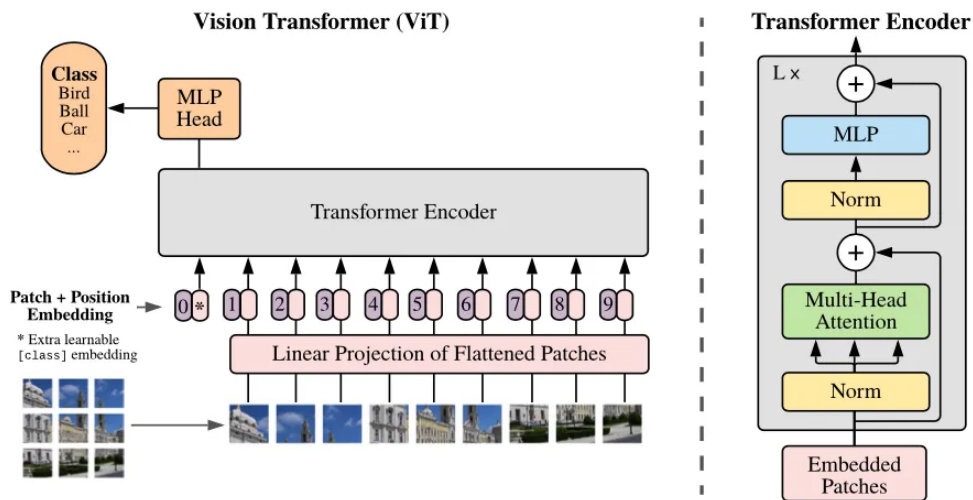 Vision Transformer (ViT)
Class
Bird
Ball
Car
...
MLP
Head
Transformer Encoder
Patch + Position
Embedding
0 * 1 2 3 4 5 6 7 8 9
* Extra learnable
[class] embedding
Linear Projection of Flattened Patches
Transformer Encoder
L ×
+
MLP
Norm
+
Multi-Head
Attention
Norm
Embedded
Patches